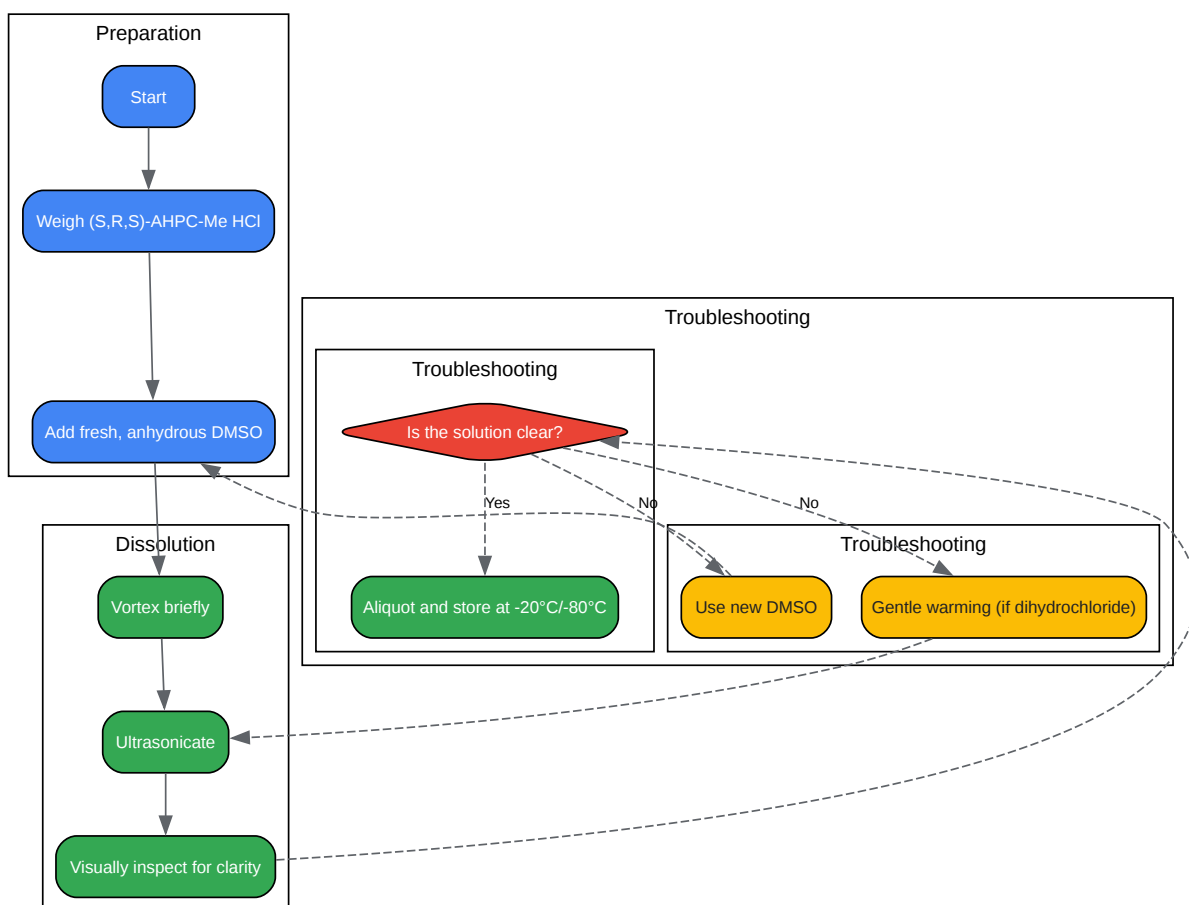 Preparation
Start
Weigh (S,R,S)-AHPC-Me HCl
Add fresh, anhydrous DMSO
Dissolution
Vortex briefly
Ultrasonicate
Visually inspect for clarity
Troubleshooting
Troubleshooting
Is the solution clear?
Yes
No
No
Aliquot and store at -20°C/-80°C
Troubleshooting
Use new DMSO
Gentle warming (if dihydrochloride)